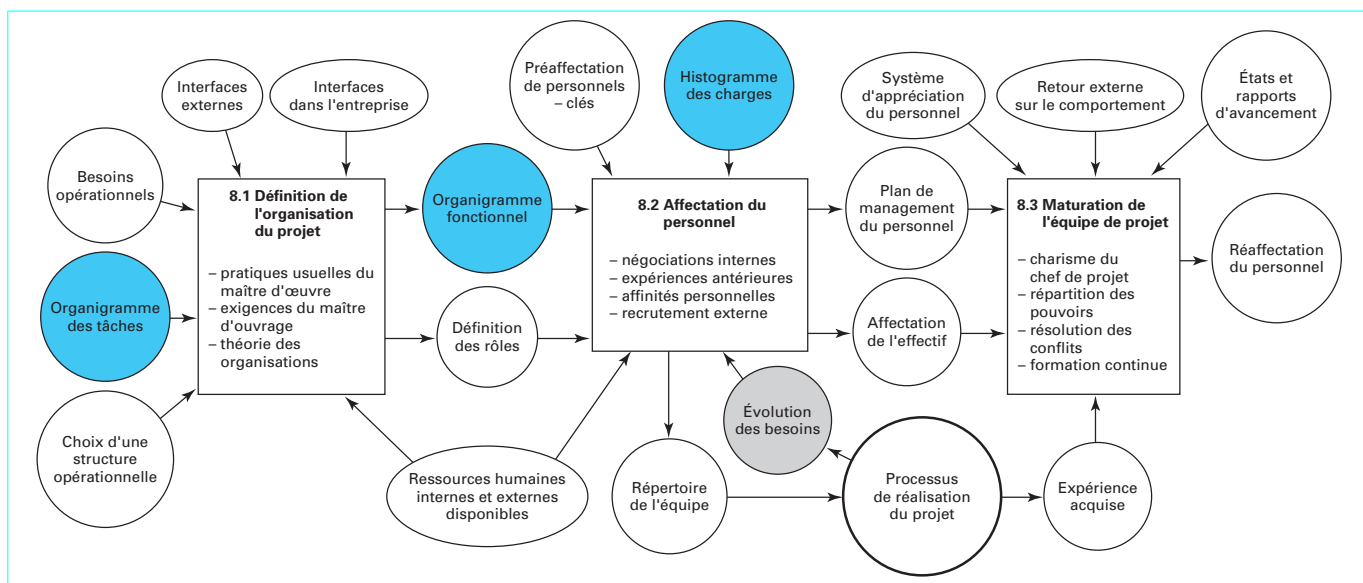 Interfaces
externes
Interfaces
dans l'entreprise
Préaffectation
de personnels
– clés
Histogramme
des charges
Système
d'appréciation
du personnel
Retour externe
sur le comportement
États et
rapports
d'avancement
Besoins
opérationnels
8.1 Définition de
l'organisation
du projet
– pratiques usuelles du
maître d'œuvre
– exigences du maître
d'ouvrage
– théorie des
organisations
Organigramme
fonctionnel
8.2 Affectation du
personnel
– négociations internes
– expériences antérieures
– affinités personnelles
– recrutement externe
Plan de
management
du personnel
8.3 Maturation de
l'équipe de projet
– charisme du
chef de projet
– répartition des
pouvoirs
– résolution des
conflits
– formation continue
Réaffectation
du personnel
Organigramme
des tâches
Définition
des rôles
Affectation
de l'effectif
Choix d'une
structure
opérationnelle
Ressources humaines
internes et externes
disponibles
Évolution
des besoins
Répertoire
de l'équipe
Processus
de réalisation
du projet
Expérience
acquise